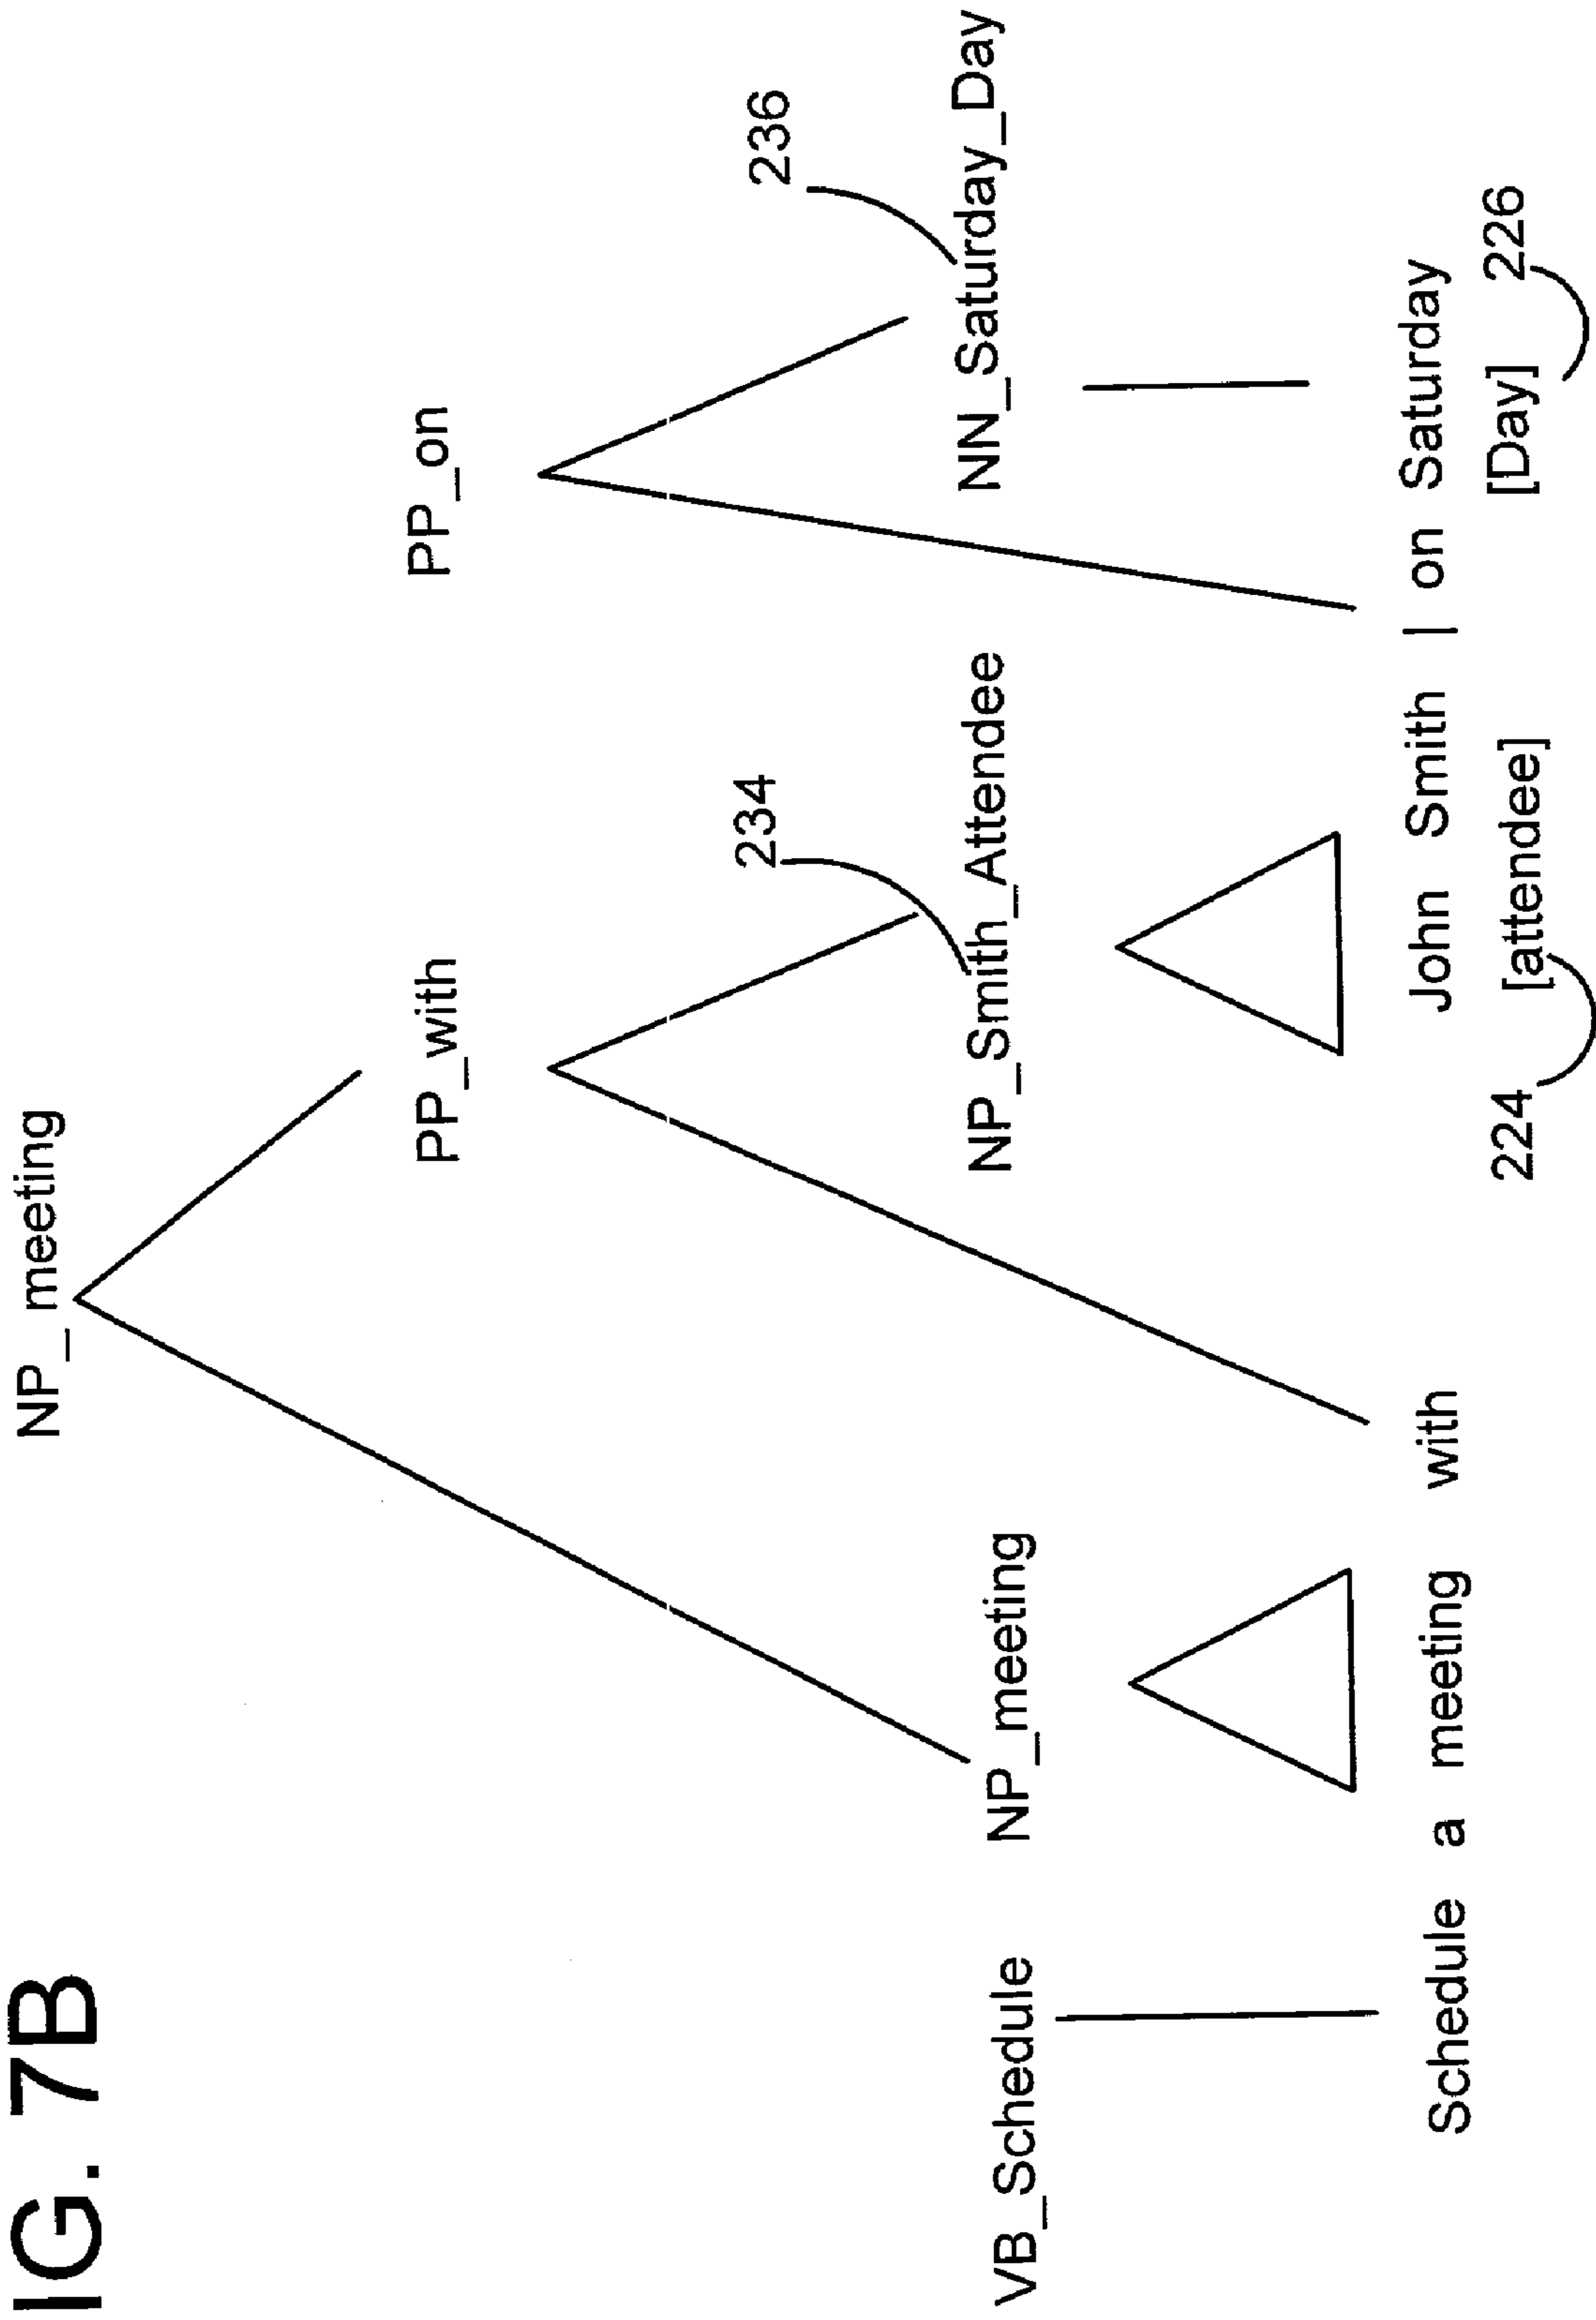 IG. 7B
NP_meeting
PP_with
PP_on
234
236
VB_Schedule
NP_meeting
NP_Smith_Attendee
NN_Saturday_Day
Schedule a meeting with John Smith | on Saturday
224
[attendee]
[Day]
226